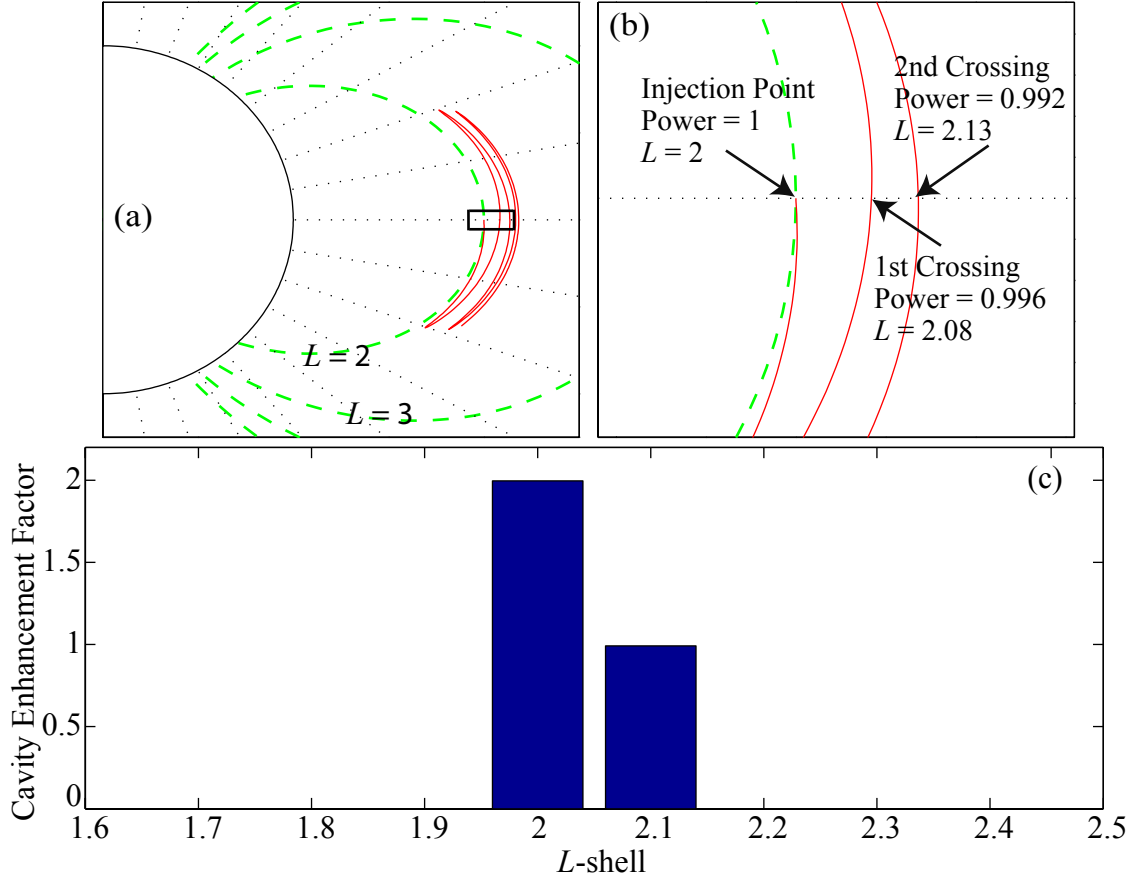 (a)
L = 2
L = 3
(b)
Injection Point
Power = 1
L = 2
2nd Crossing
Power = 0.992
L = 2.13
1st Crossing
Power = 0.996
L = 2.08
(c)
Cavity Enhancement Factor
2
1.5
1
0.5
0
1.6 1.7 1.8 1.9 2 2.1 2.2 2.3 2.4 2.5
L-shell